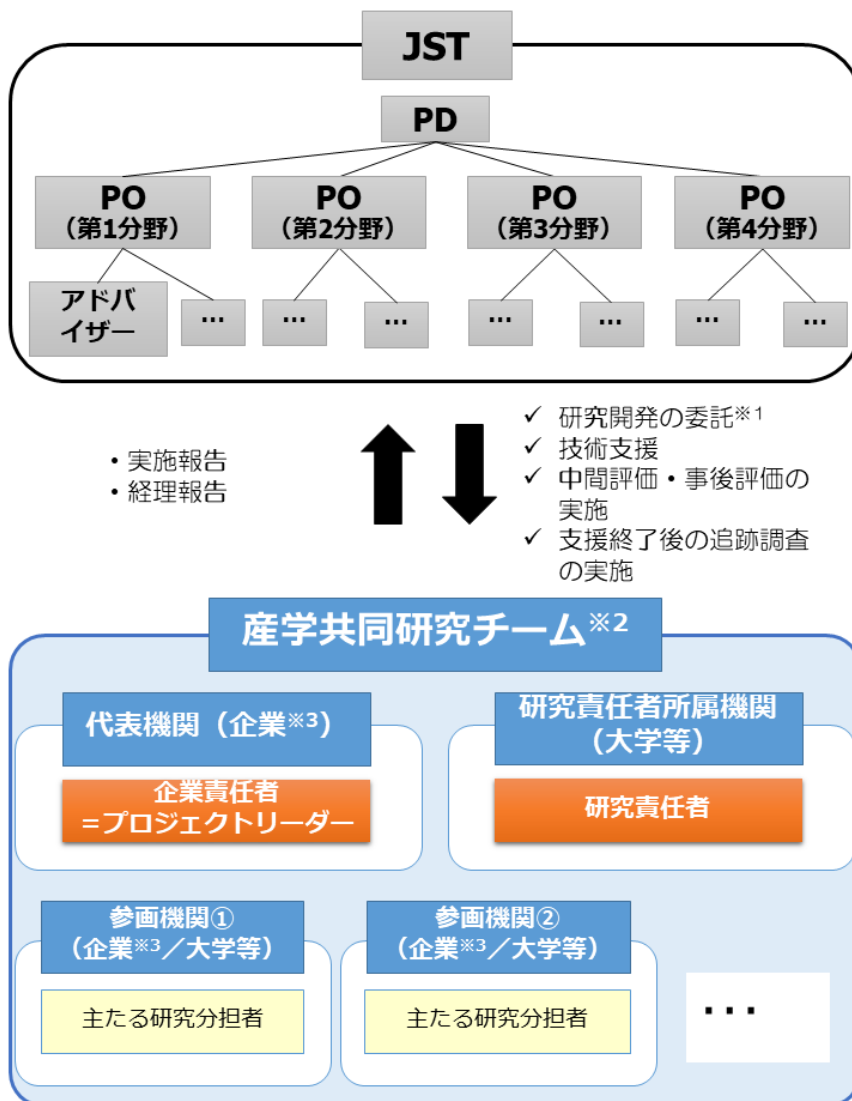 JST
PD
PO
（第1分野）
PO
（第2分野）
PO
（第3分野）
PO
（第4分野）
アドバ
イザー
…
…
…
…
…
…
…
・実施報告
・経理報告
✓ 研究開発の委託※1
✓ 技術支援
✓ 中間評価・事後評価の
実施
✓ 支援終了後の追跡調査
の実施
産学共同研究チーム※2
代表機関（企業※3）
企業責任者
=プロジェクトリーダー
研究責任者所属機関
（大学等）
研究責任者
参画機関①
（企業※3／大学等）
主たる研究分担者
参画機関②
（企業※3／大学等）
主たる研究分担者
…